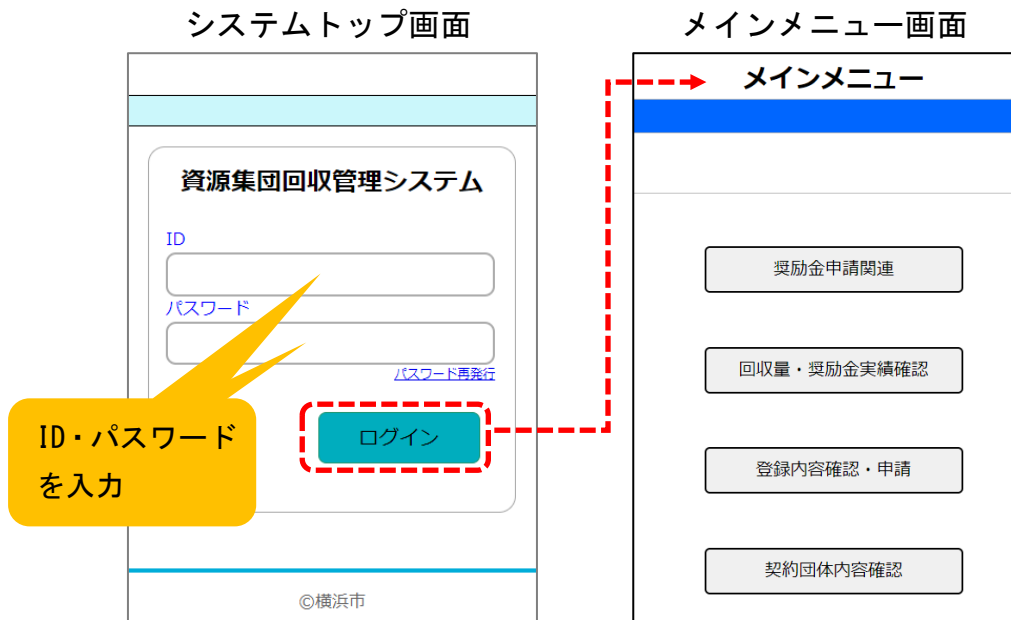 システムトップ画面
資源集団回収管理システム
ID
パスワード
パスワード再発行
ログイン
ID・パスワード
を入力
©横浜市
メインメニュー画面
メインメニュー
奨励金申請関連
回収量・奨励金実績確認
登録内容確認・申請
契約団体内容確認